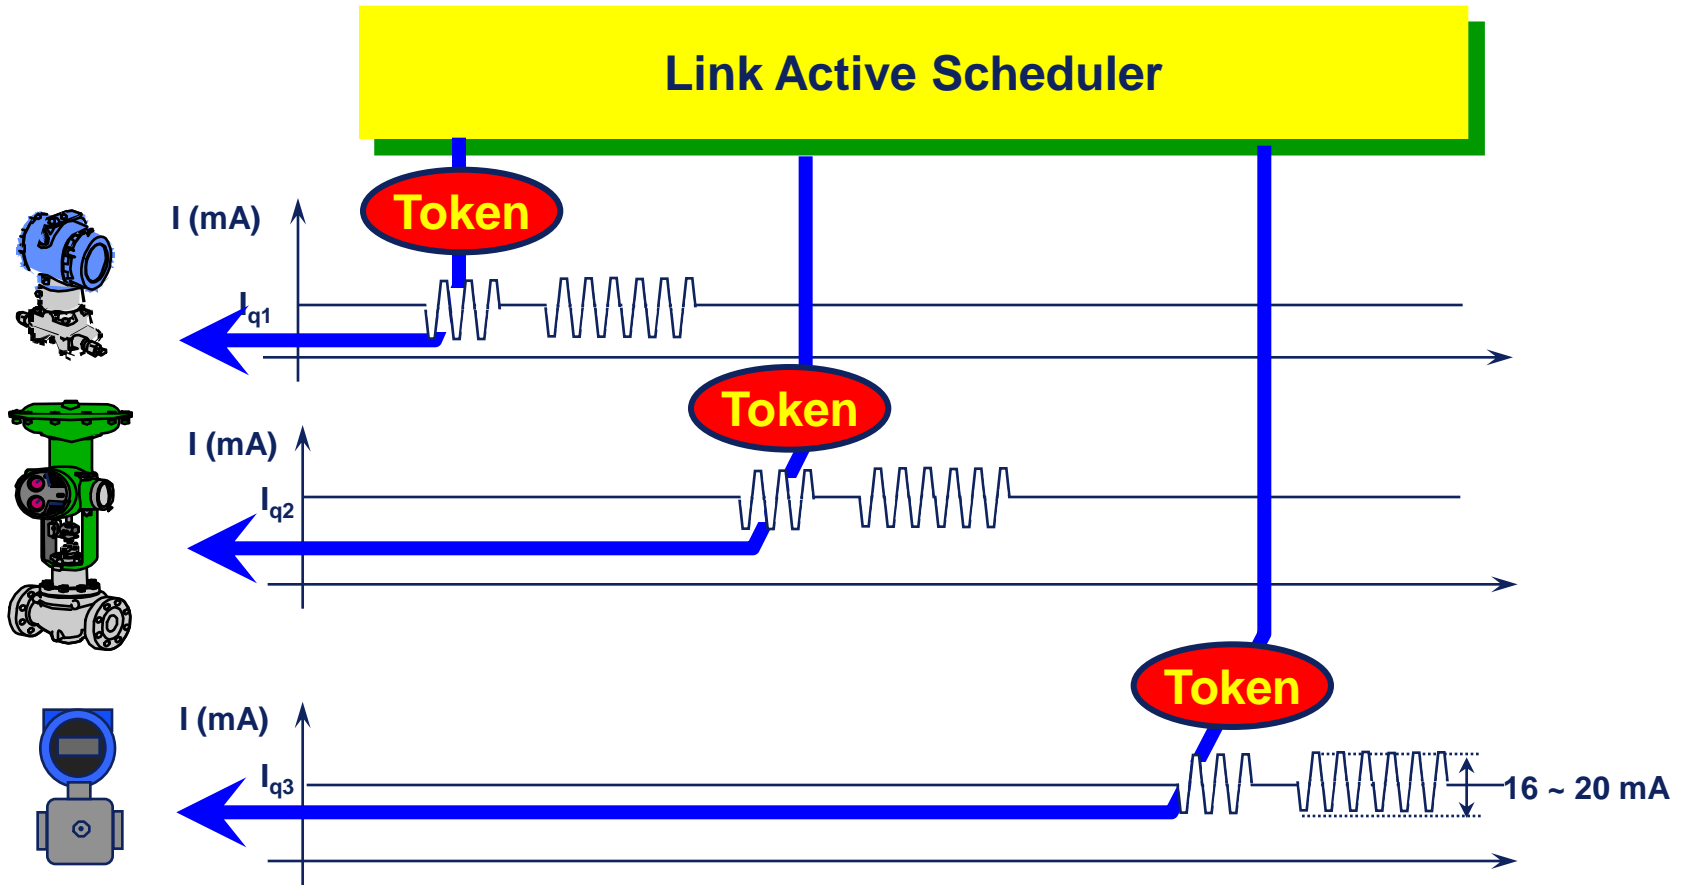 Link Active Scheduler
Token
I (mA)
Iq1
Token
I (mA)
Iq2
Token
I (mA)
Iq3
16 ~ 20 mA